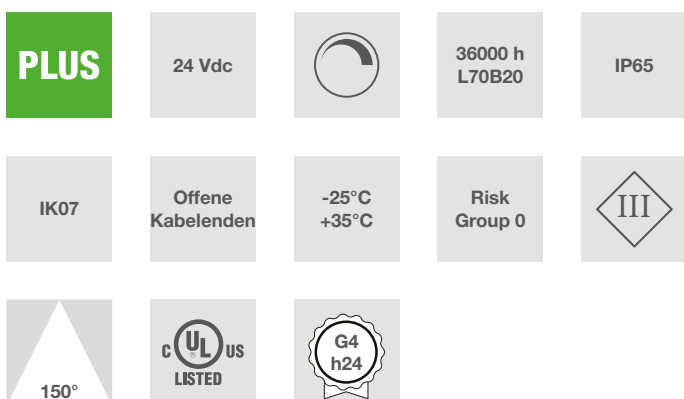 PLUS
24 Vdc
36000 h
L70B20
IP65
IK07
Offene
Kabelenden
-25°C
+35°C
Risk
Group 0
III
150°
C UL ® US
LISTED
G4
h24